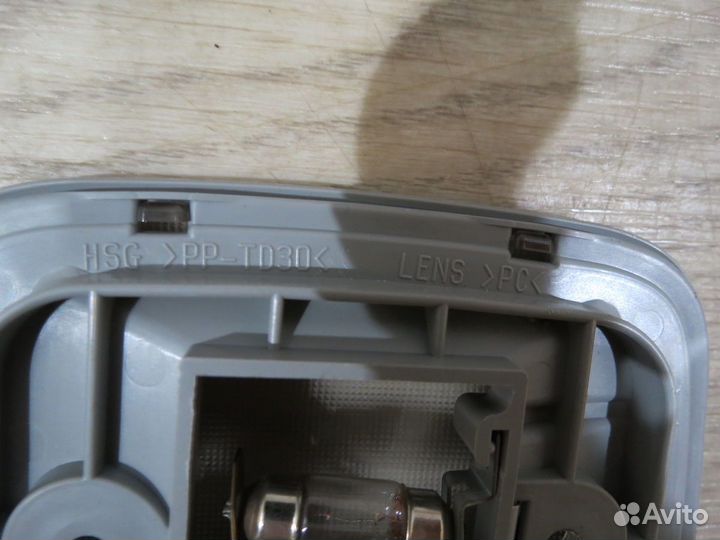 HSG >PP-TD30< LENS >PC<
Avito